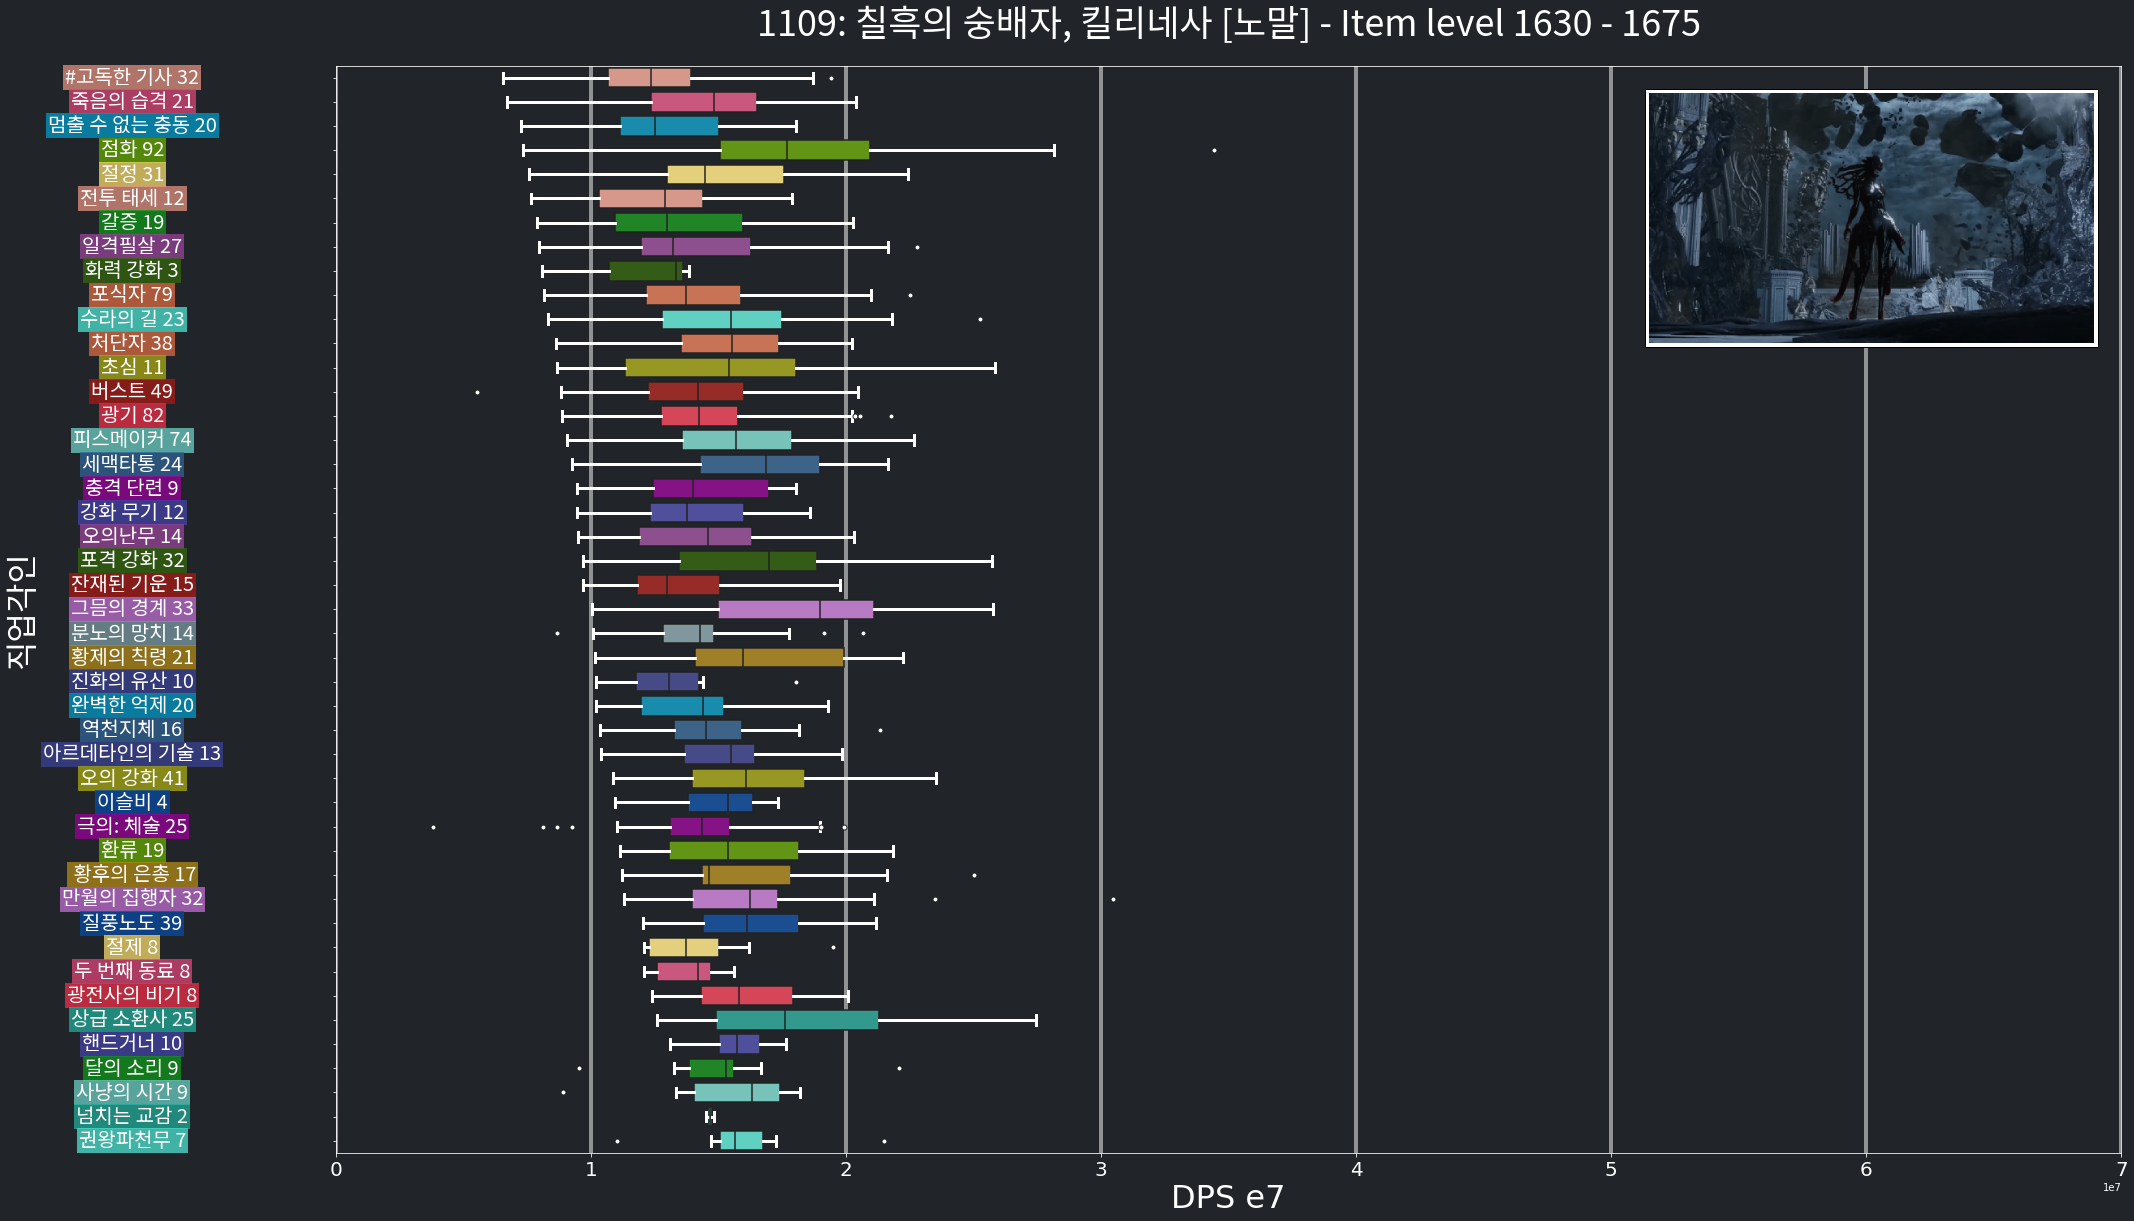 1109: 칠흑의 숭배자, 킬리네사 [노말] - Item level 1630 - 1675
#고독한 기사 32
죽음의 습격 21
멈출 수 없는 충동 20
점화 92
절정 31
전투 태세 12
갈증 19
일격필살 27
화력 강화 3
포식자 79
수라의 길 23
처단자 38
초심 11
버스트 49
광기 82
피스메이커 74
세맥타통 24
충격 단련 9
강화 무기 12
오의난무 14
포격 강화 32
잔재된 기운 15
그믐의 경계 33
분노의 망치 14
황제의 칙령 21
진화의 유산 10
완벽한 억제 20
역천지체 16
아르데타인의 기술 13
오의 강화 41
이슬비 4
극의: 체술 25
환류 19
황후의 은총 17
만월의 집행자 32
질풍노도 39
절제 8
두 번째 동료 8
광전사의 비기 8
상급 소환사 25
핸드거너 10
달의 소리 9
사냥의 시간 9
넘치는 교감 2
권왕파천무 7
직업각인
0 1 2 3 4 5 6 7
1e7
DPS e7